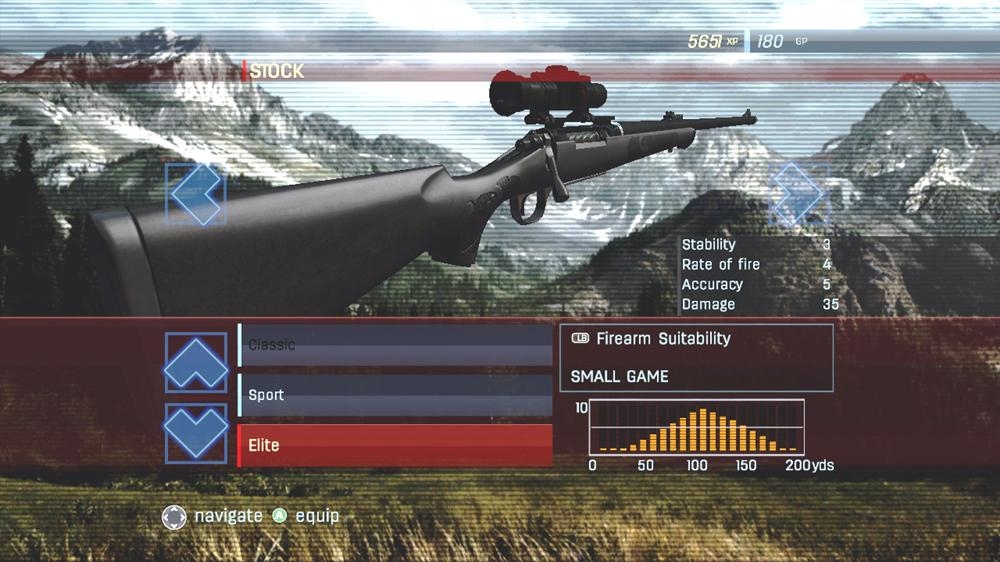 5651 XP 180 GP
STOCK
Stability 3
Rate of fire 4
Accuracy 5
Damage 35
Classic
Sport
Elite
LB Firearm Suitability
SMALL GAME
10
0 50 100 150 200yds
navigate A equip